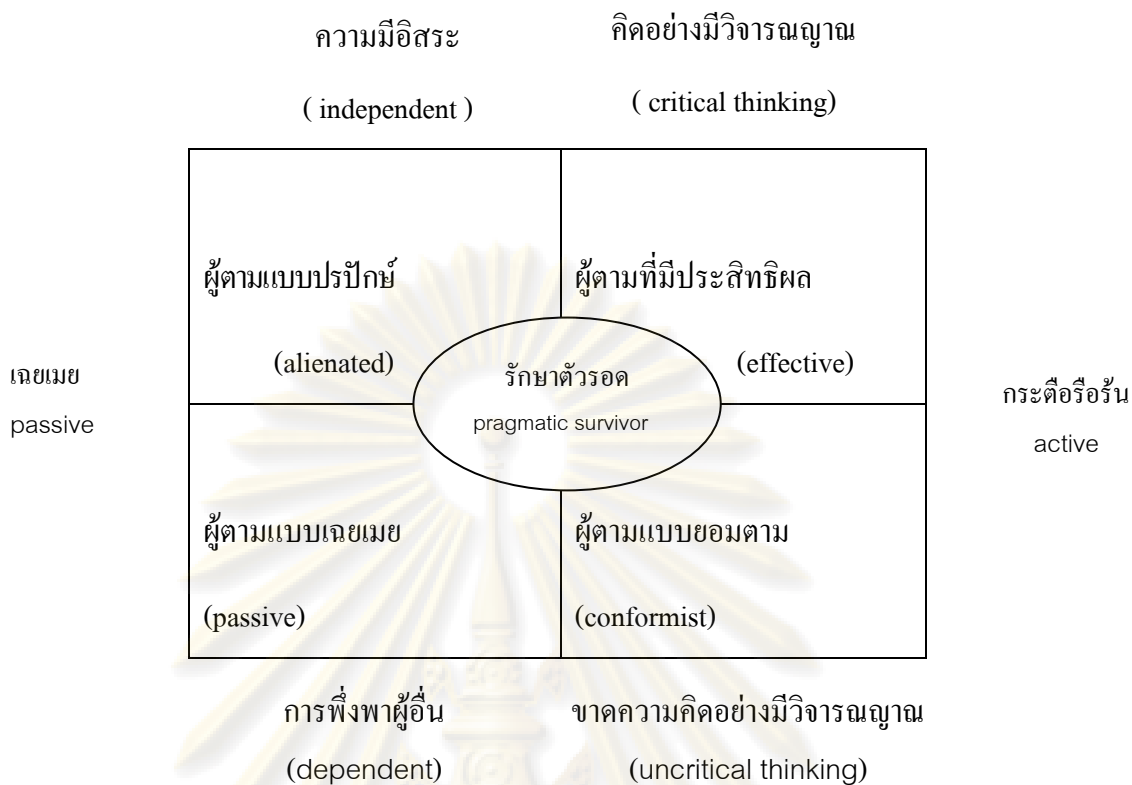 ความมีอิสระ
คิดอย่างมีวิจารณญาณ
( independent )
( critical thinking)
ผู้ตามแบบปรปักษ์
ผู้ตามที่มีประสิทธิผล
(alienated)
(effective)
รักษาตัวรอด
pragmatic survivor
เฉยเมย
passive
กระตือรือร้น
active
ผู้ตามแบบเฉยเมย
ผู้ตามแบบยอมตาม
(passive)
(conformist)
การพึ่งพาผู้อื่น
ขาดความคิดอย่างมีวิจารณญาณ
(dependent)
(uncritical thinking)